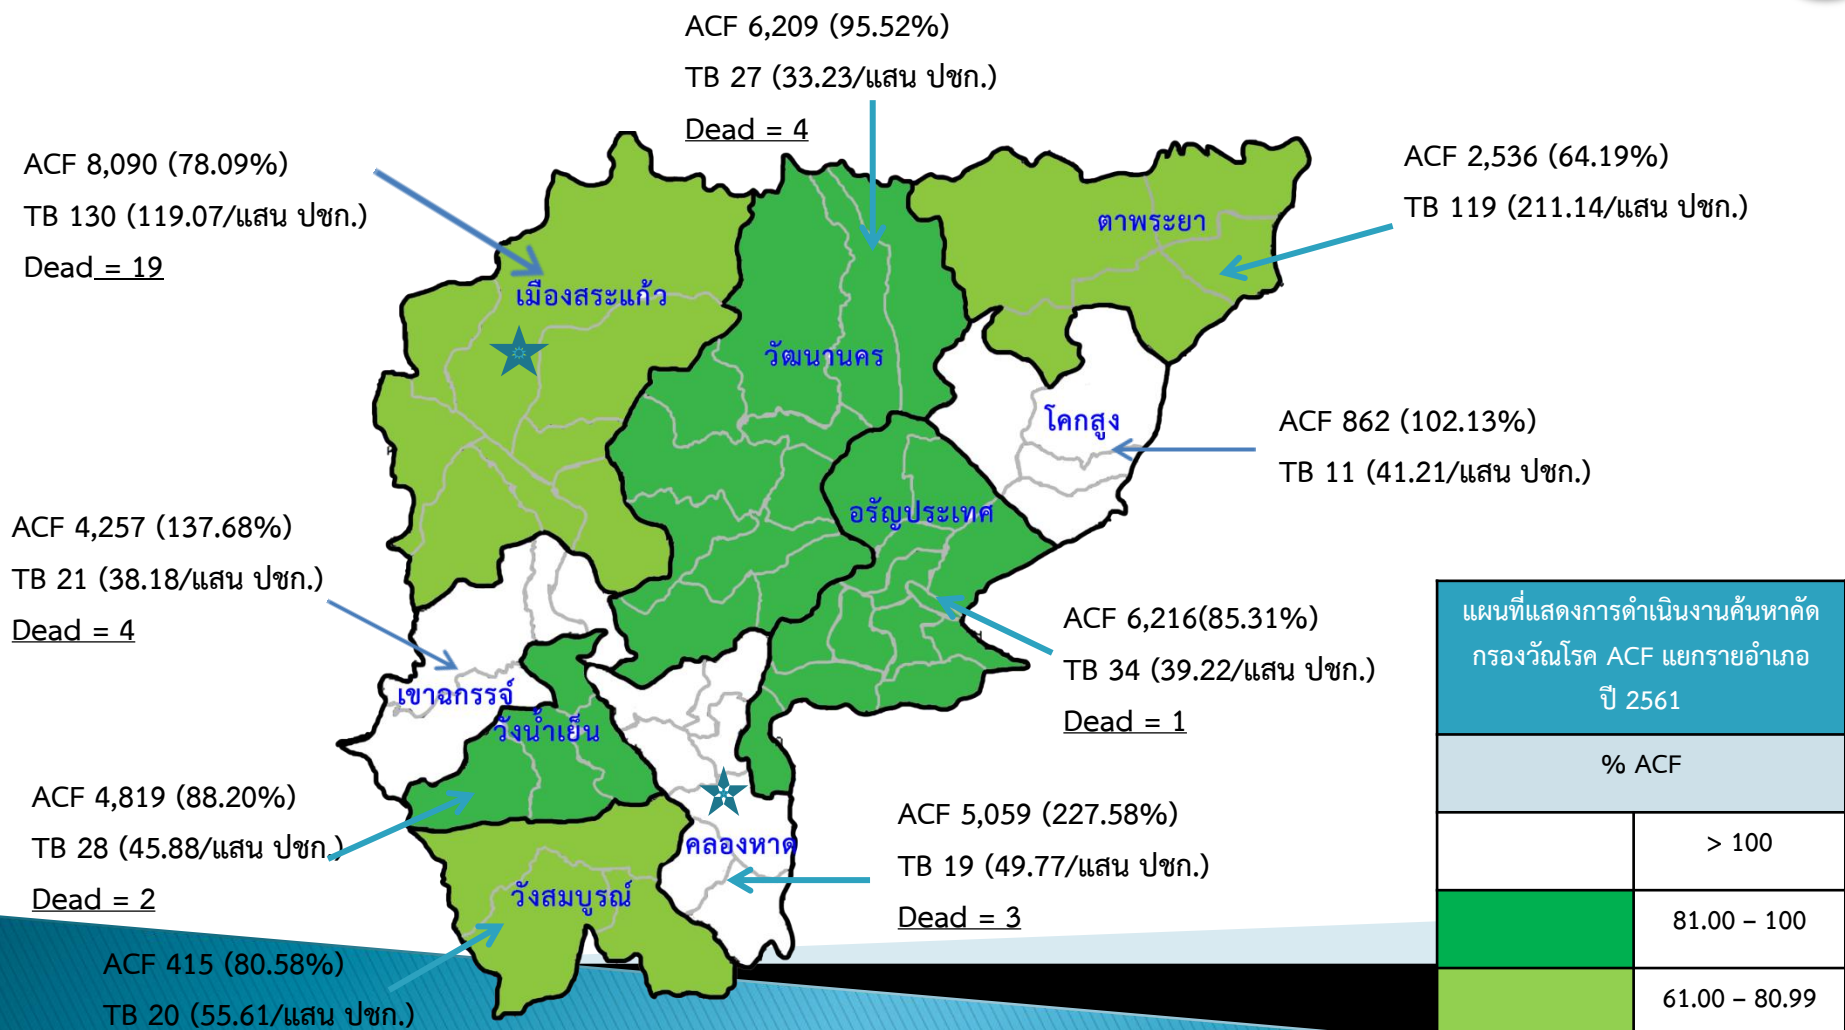 ACF 6,209 (95.52%)
TB 27 (33.23/แสน ปชก.)
Dead = 4
ACF 8,090 (78.09%)
TB 130 (119.07/แสน ปชก.)
Dead = 19
ACF 2,536 (64.19%)
TB 119 (211.14/แสน ปชก.)
ตาพระยา
เมืองสระแก้ว
วัฒนานคร
โคกสูง
ACF 862 (102.13%)
TB 11 (41.21/แสน ปชก.)
อรัญประเทศ
ACF 4,257 (137.68%)
TB 21 (38.18/แสน ปชก.)
Dead = 4
ACF 6,216(85.31%)
TB 34 (39.22/แสน ปชก.)
Dead = 1
เขาฉกรรจ์
วังน้ำเย็น
ACF 4,819 (88.20%)
TB 28 (45.88/แสน ปชก.)
Dead = 2
คลองหาด
ACF 5,059 (227.58%)
TB 19 (49.77/แสน ปชก.)
Dead = 3
วังสมบูรณ์
ACF 415 (80.58%)
TB 20 (55.61/แสน ปชก.)
แผนที่แสดงการดำเนินงานค้นหาคัด
กรองวัณโรค ACF แยกรายอำเภอ
ปี 2561
% ACF
> 100
81.00 – 100
61.00 – 80.99